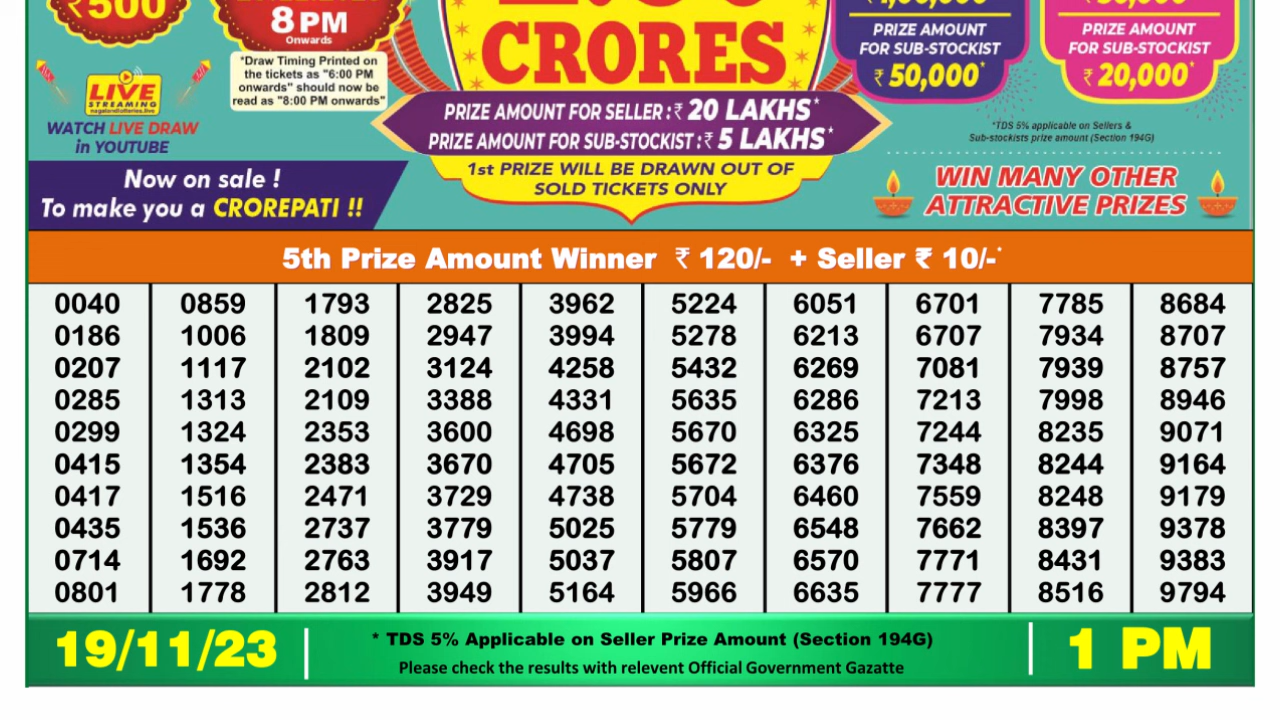 ₹500
8 PM
Onwards
*Draw Timing Printed on
the tickets as "6:00 PM
onwards" should now be
read as "8:00 PM onwards"
LIVE
STREAMING
nagalandlotteries.live
WATCH LIVE DRAW
in YOUTUBE
Now on sale !
To make you a CROREPATI !!
CRORES
PRIZE AMOUNT FOR SELLER :₹ 20 LAKHS*
PRIZE AMOUNT FOR SUB-STOCKIST :₹ 5 LAKHS*
1st PRIZE WILL BE DRAWN OUT OF
SOLD TICKETS ONLY
PRIZE AMOUNT
FOR SUB-STOCKIST
₹ 50,000*
PRIZE AMOUNT
FOR SUB-STOCKIST
₹ 20,000*
*TDS 5% applicable on Sellers &
Sub-stockists prize amount (Section 194G)
WIN MANY OTHER
ATTRACTIVE PRIZES
5th Prize Amount Winner ₹ 120/- + Seller ₹ 10/-*
0040 0859 1793 2825 3962 5224 6051 6701 7785 8684
0186 1006 1809 2947 3994 5278 6213 6707 7934 8707
0207 1117 2102 3124 4258 5432 6269 7081 7939 8757
0285 1313 2109 3388 4331 5635 6286 7213 7998 8946
0299 1324 2353 3600 4698 5670 6325 7244 8235 9071
0415 1354 2383 3670 4705 5672 6376 7348 8244 9164
0417 1516 2471 3729 4738 5704 6460 7559 8248 9179
0435 1536 2737 3779 5025 5779 6548 7662 8397 9378
0714 1692 2763 3917 5037 5807 6570 7771 8431 9383
0801 1778 2812 3949 5164 5966 6635 7777 8516 9794
19/11/23
* TDS 5% Applicable on Seller Prize Amount (Section 194G)
Please check the results with relevent Official Government Gazatte
1 PM